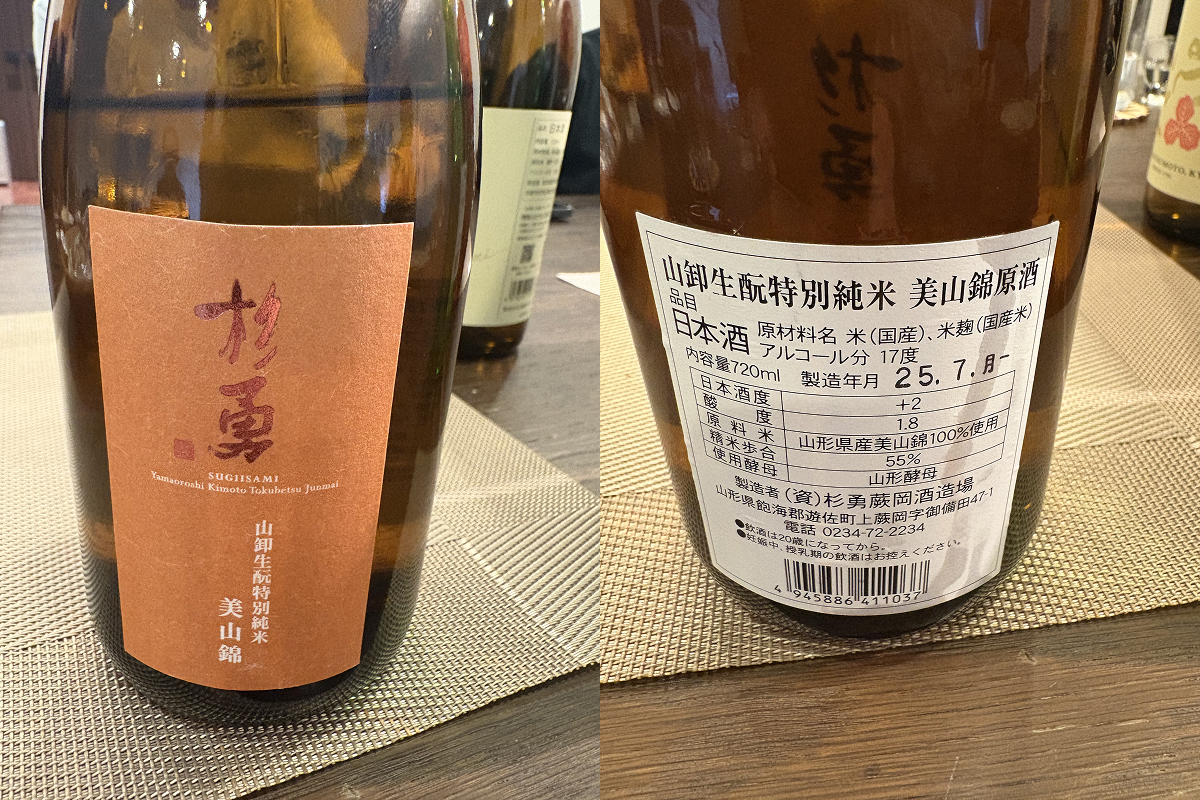 杉勇
SUGIISAMI
Yamaoroshi Kimoto Tokubetsu Junmai
山卸生酛特別純米
美山錦
日本酒
杉勇
山卸生酛特別純米 美山錦原酒
品目
日本酒
原材料名 米(国産)、米麹(国産米)
アルコール分 17度
内容量720ml 製造年月 25.7.月
日本酒度 +2
酸度 1.8
原料米 山形県産美山錦100%使用
精米歩合 55%
使用酵母 山形酵母
製造者 (資)杉勇蕨岡酒造場
山形県飽海郡遊佐町上蕨岡字御備田47-1
電話 0234-72-2234
●飲酒は20歳になってから。
●妊娠中、授乳期の飲酒はお控えください。
4 945886 411037